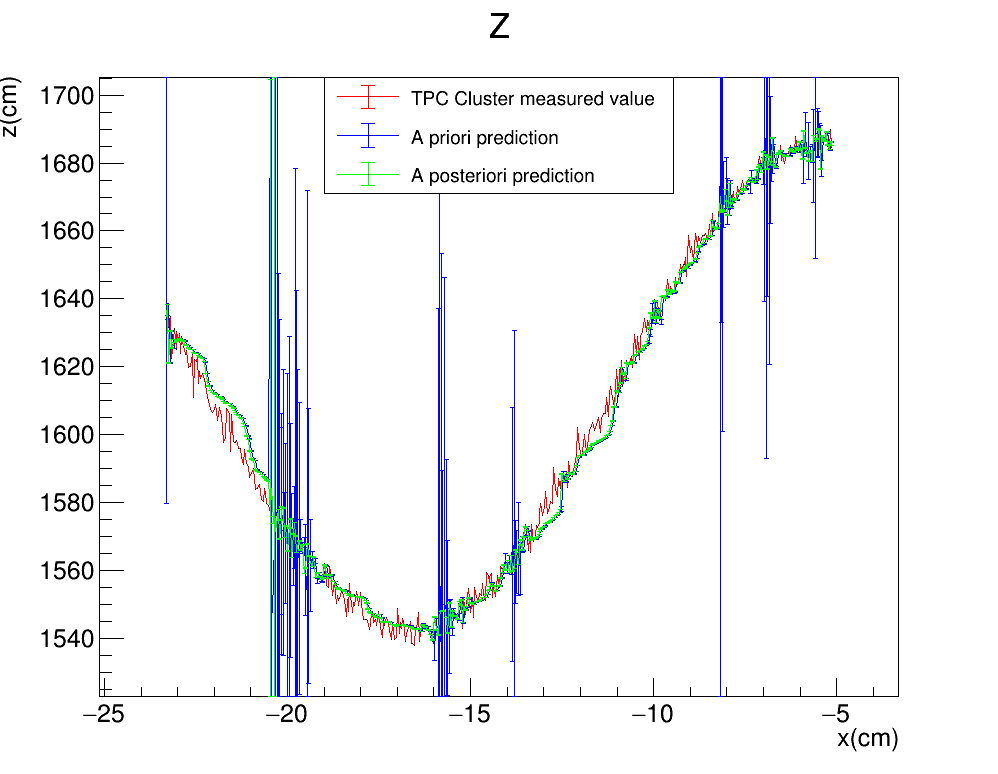 Z
z(cm)
TPC Cluster measured value
A priori prediction
A posteriori prediction
1700
1680
1660
1640
1620
1600
1580
1560
1540
−25 −20 −15 −10 −5
x(cm)